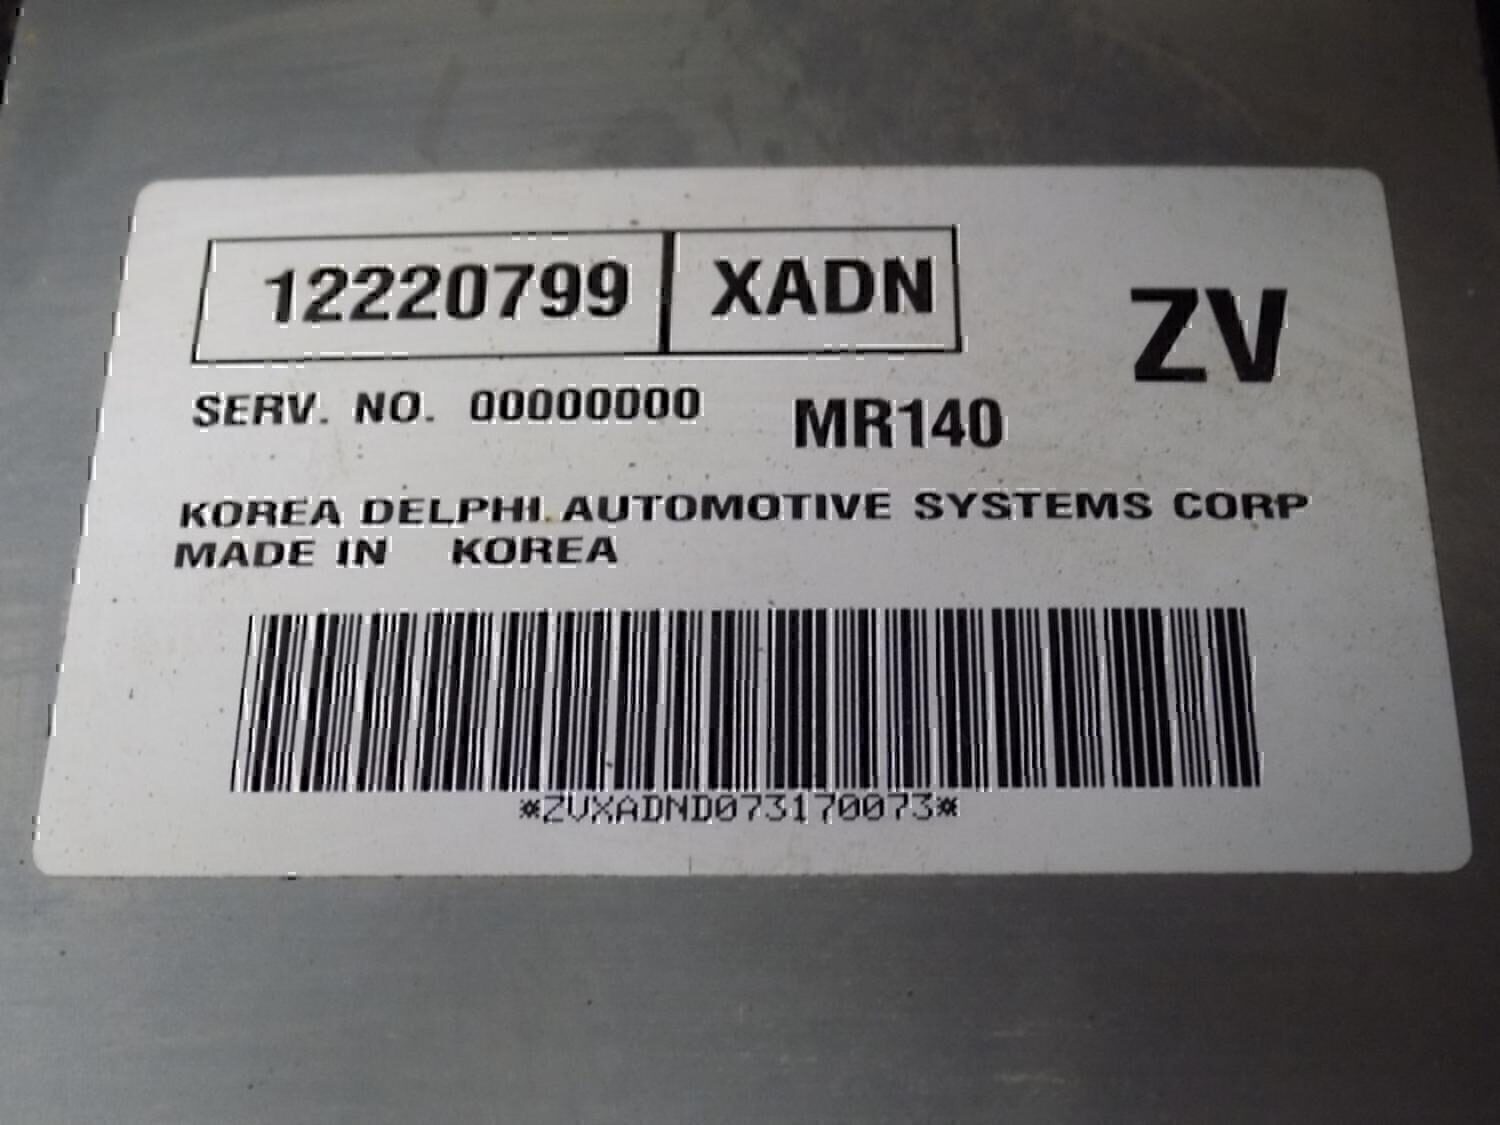 12220799 XADN
ZV
SERV. NO. 00000000 MR140
KOREA DELPHI AUTOMOTIVE SYSTEMS CORP
MADE IN KOREA
*ZVXADND073170073*